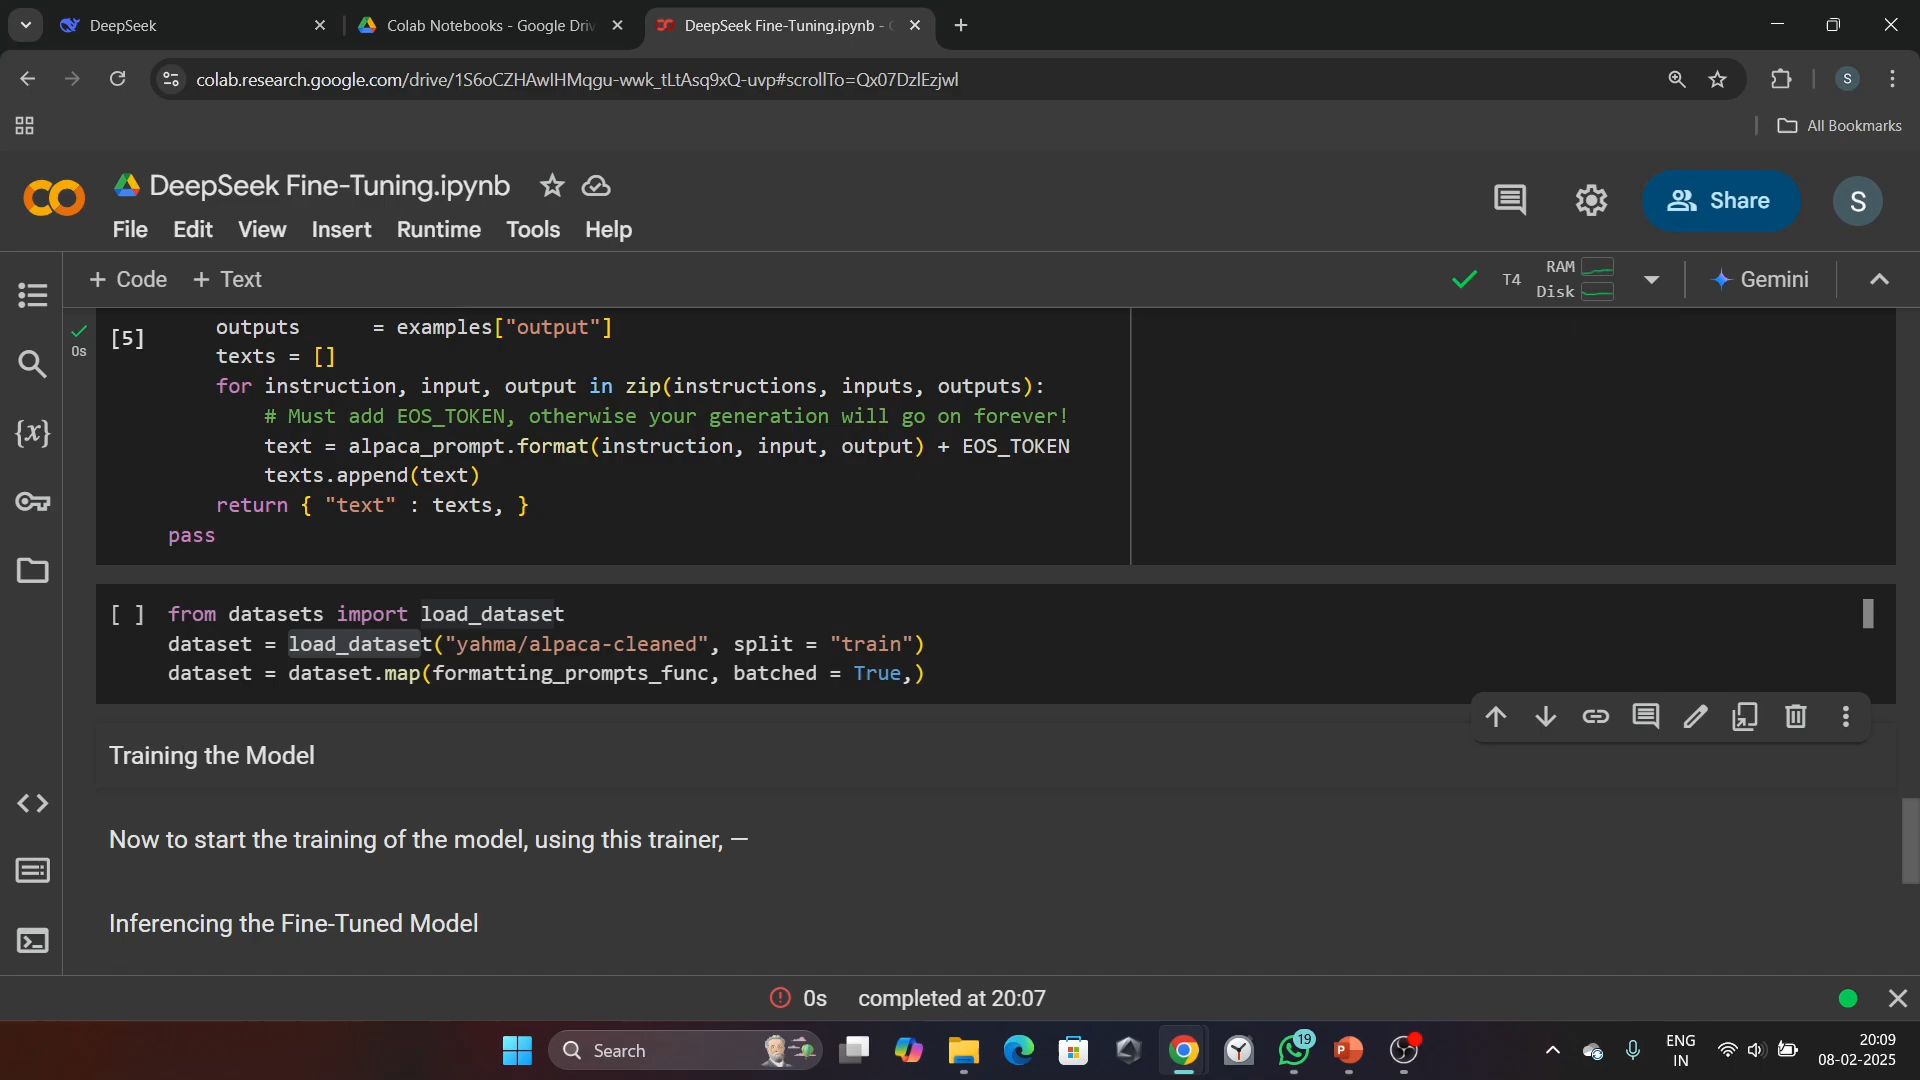 DeepSeek
Colab Notebooks - Google Driv
DeepSeek Fine-Tuning.ipynb -
colab.research.google.com/drive/1S6oCZHAwlHMqgu-wwk_tLtAsq9xQ-uvp#scrollTo=Qx07DzlEzjwl
S
All Bookmarks
DeepSeek Fine-Tuning.ipynb
File Edit View Insert Runtime Tools Help
Share
S
+ Code + Text
T4
RAM
Disk
Gemini
0s
[5]
outputs      = examples["output"]
texts = []
for instruction, input, output in zip(instructions, inputs, outputs):
# Must add EOS_TOKEN, otherwise your generation will go on forever!
text = alpaca_prompt.format(instruction, input, output) + EOS_TOKEN
texts.append(text)
return { "text" : texts, }
pass
[ ] from datasets import load_dataset
dataset = load_dataset("yahma/alpaca-cleaned", split = "train")
dataset = dataset.map(formatting_prompts_func, batched = True,)
Training the Model
Now to start the training of the model, using this trainer, —
Inferencing the Fine-Tuned Model
0s completed at 20:07
Search
19
ENG
IN
20:09
08-02-2025